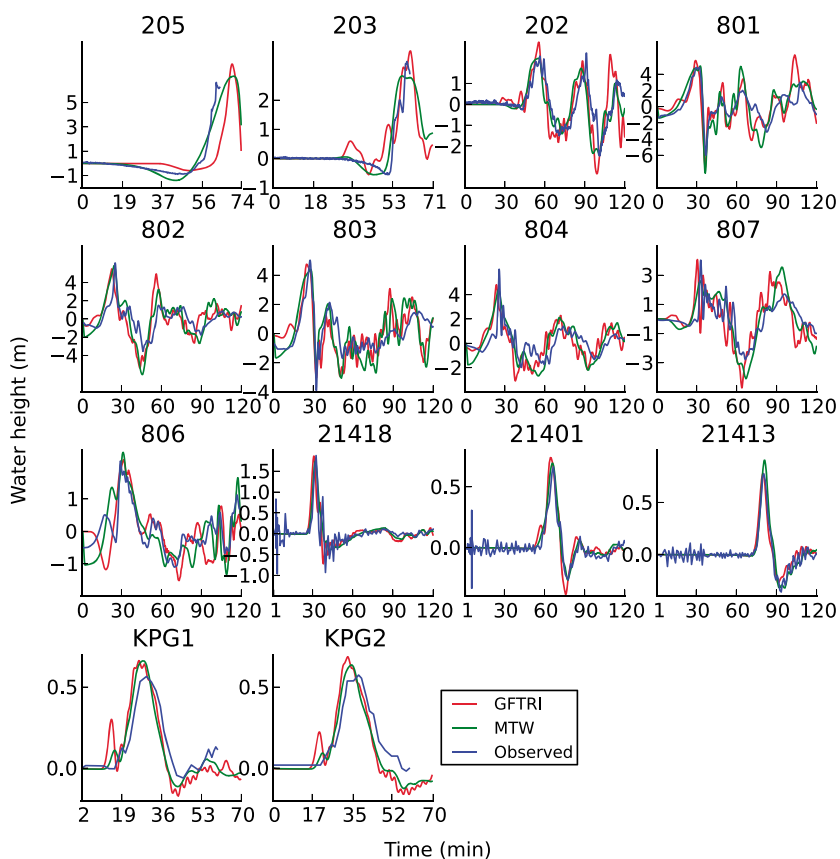 205 203 202 801
5 3 1 −1
0 19 37 55 74
2 1 0 −1
0 18 35 53 71
1 0 −1 −2
0 30 60 90 120
4 2 0 −2 −4 −6
0 30 60 90 120
802 803 804 807
4 2 0 −2 −4
0 30 60 90 120
4 2 0 −2 −4
0 30 60 90 120
4 2 0 −2
0 30 60 90 120
3 1 −1 −3
0 30 60 90 120
Water height (m)
806 21418 21401 21413
1 0 −1
0 30 60 90 120
1.5 1.0 0.5 0.0 −0.5 −1.0
1 30 60 90 120
0.5 0.0
1 30 60 90 120
0.5 0.0
1 30 60 90 120
KPG1 KPG2
0.5 0.0
2 19 36 53 70
0.5 0.0
0 17 35 52 70
GFTRI
MTW
Observed
Time (min)